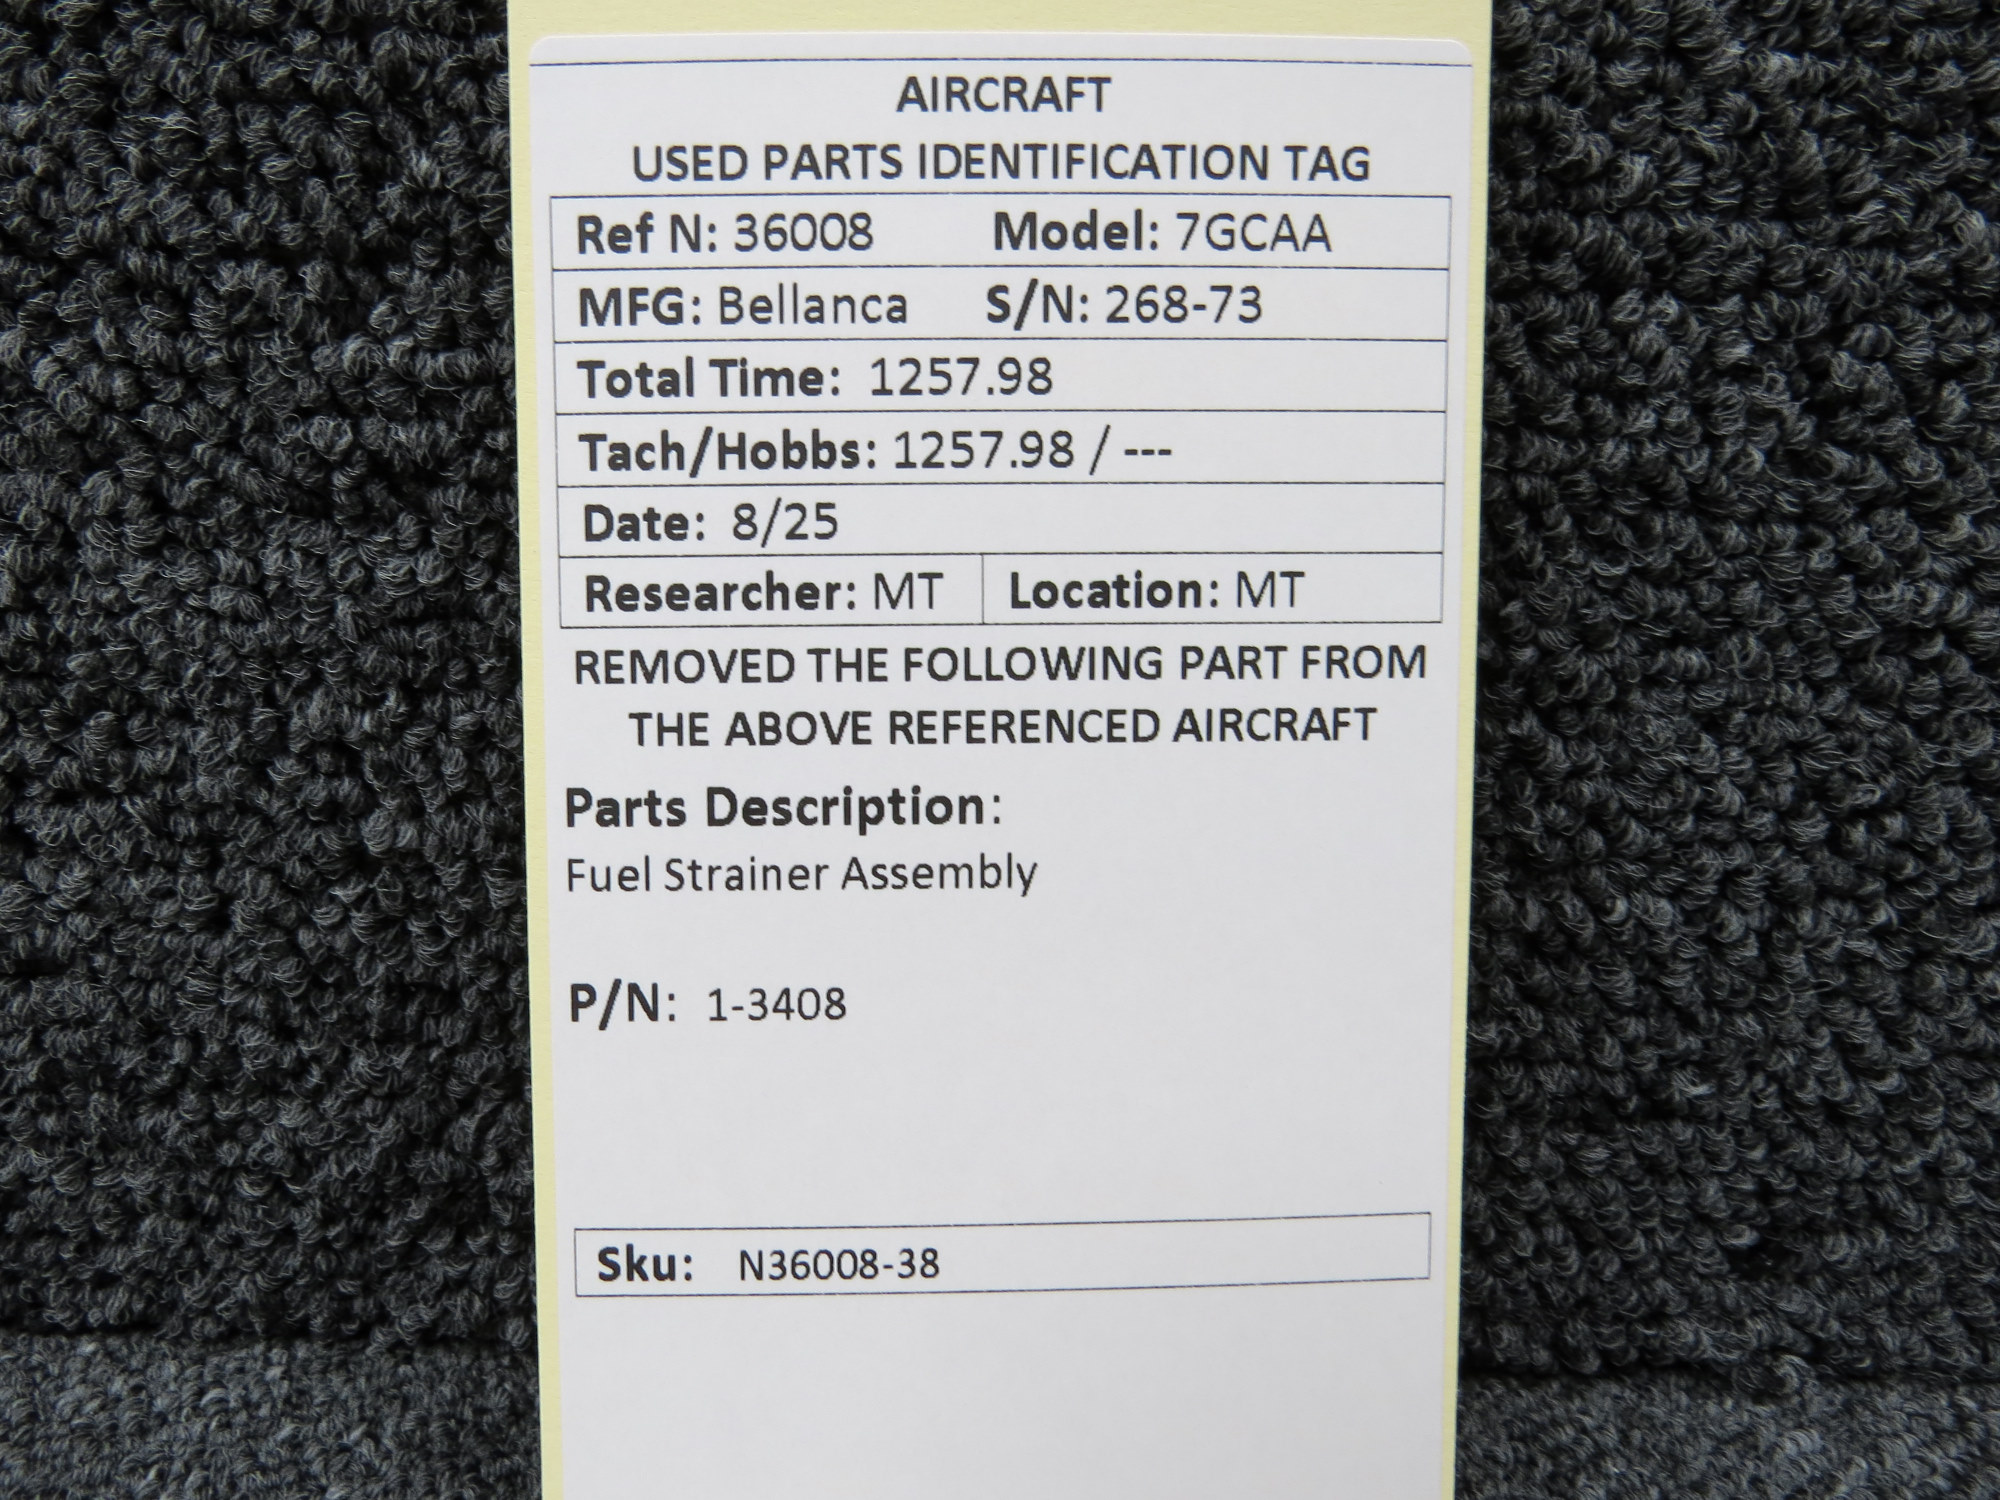 AIRCRAFT
USED PARTS IDENTIFICATION TAG
Ref N: 36008 Model: 7GCAA
MFG: Bellanca S/N: 268-73
Total Time: 1257.98
Tach/Hobbs: 1257.98 / ---
Date: 8/25
Researcher: MT Location: MT
REMOVED THE FOLLOWING PART FROM
THE ABOVE REFERENCED AIRCRAFT
Parts Description:
Fuel Strainer Assembly
P/N: 1-3408
Sku: N36008-38